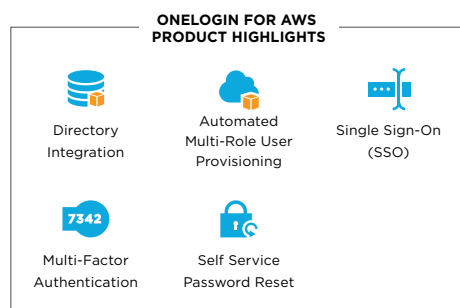 ONELOGIN FOR AWS
PRODUCT HIGHLIGHTS
Directory
Integration
Automated
Multi-Role User
Provisioning
Single Sign-On
(SSO)
7342
Multi-Factor
Authentication
Self Service
Password Reset